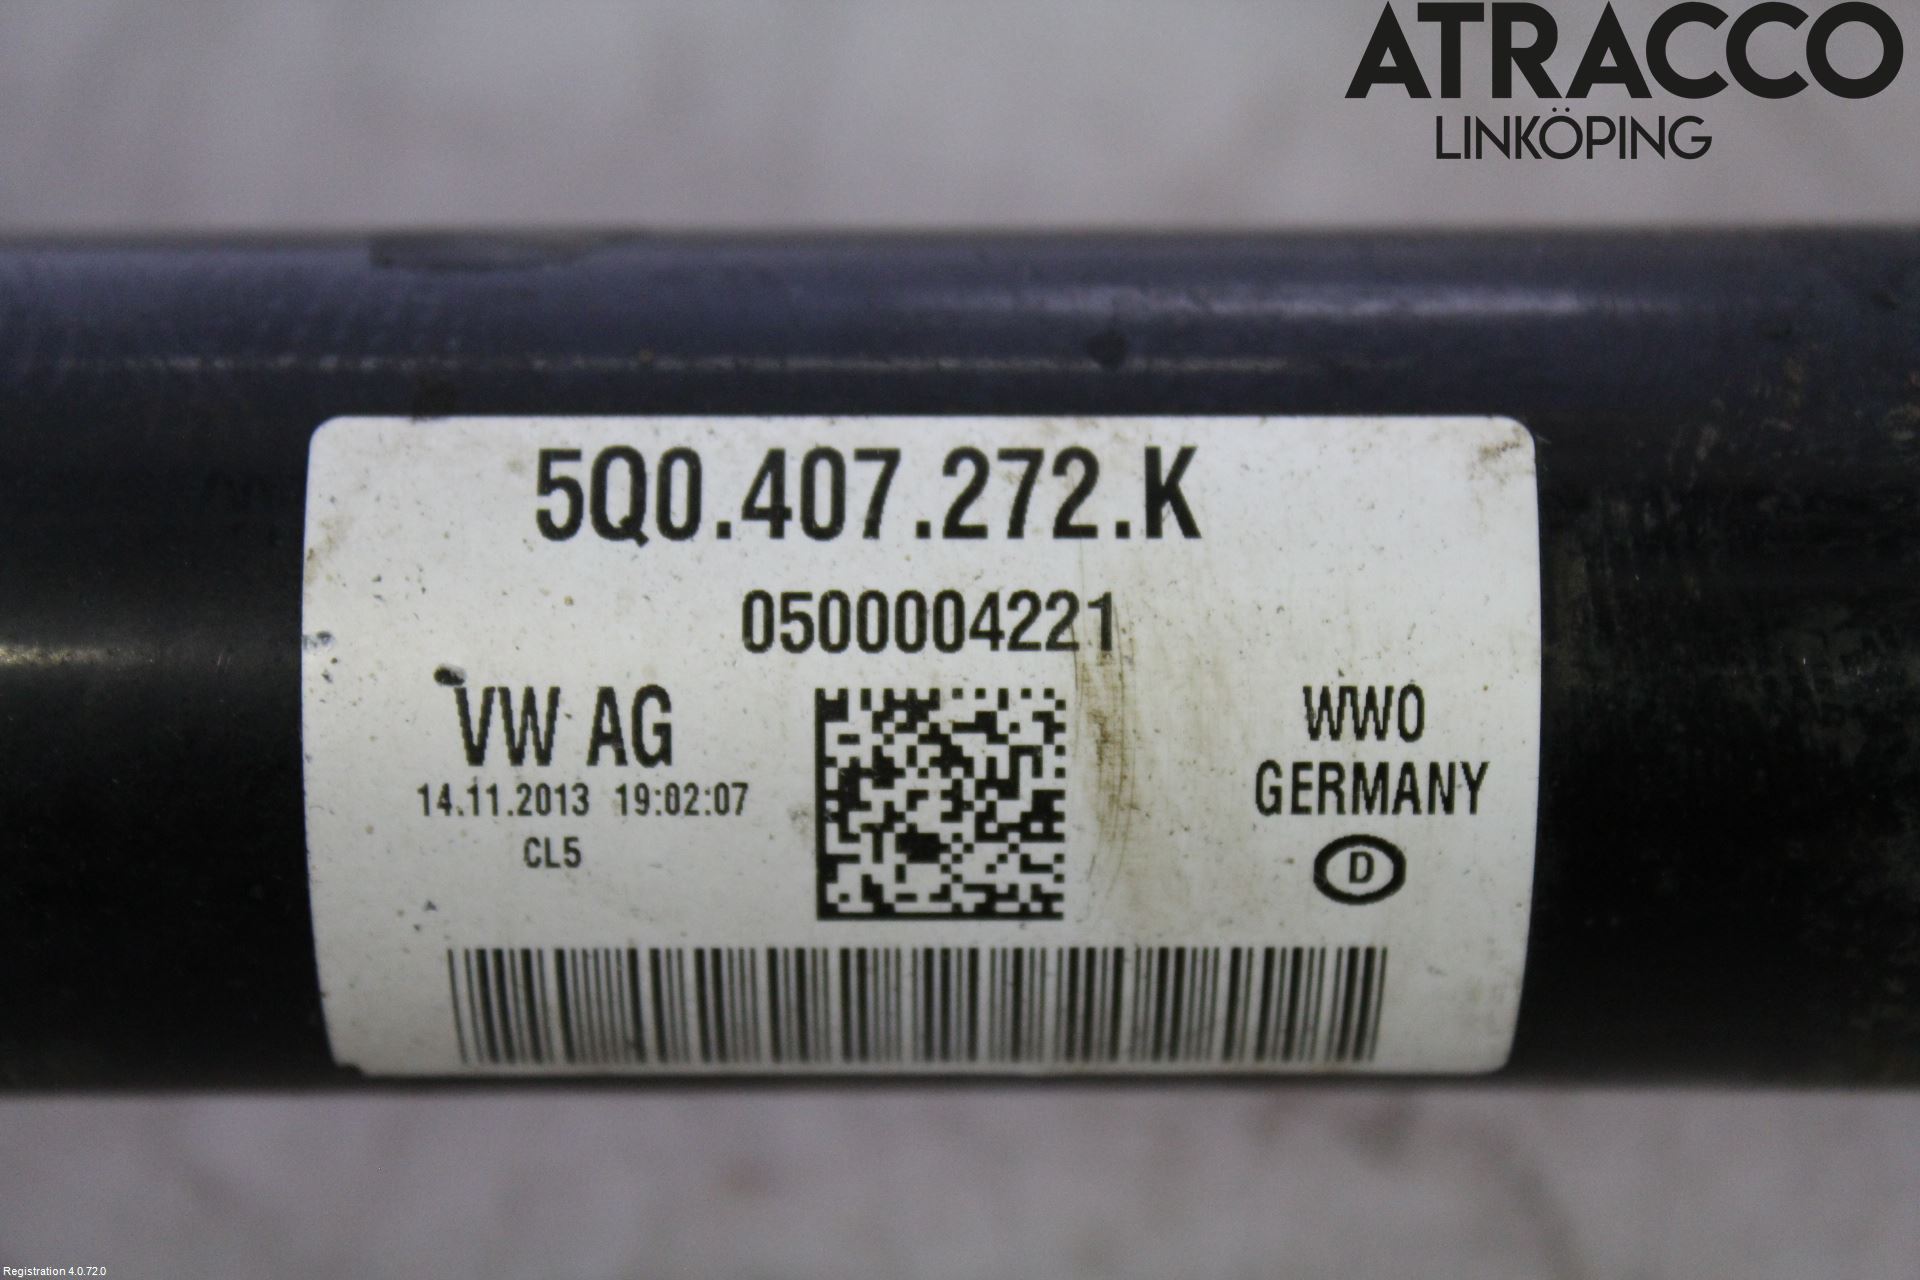 ATRACCO
LINKÖPING
5Q0.407.272.K
0500004221
VW AG
14.11.2013 19:02:07
CL5
WWO
GERMANY
D
Registration 4.0.72.0